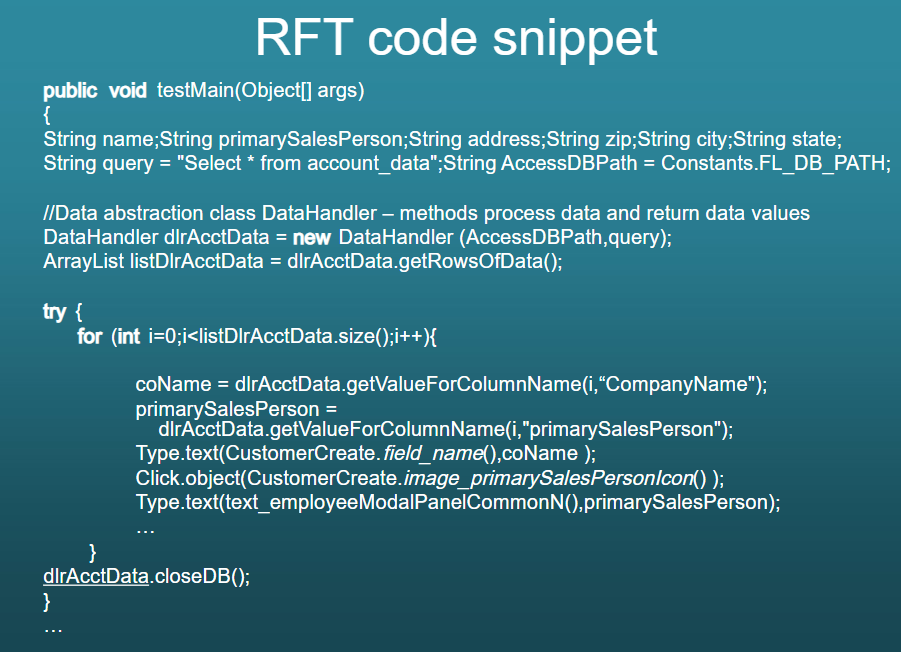 RFT code snippet
public void testMain(Object[] args)
{
String name;String primarySalesPerson;String address;String zip;String city;String state;
String query = "Select * from account_data";String AccessDBPath = Constants.FL_DB_PATH;
//Data abstraction class DataHandler – methods process data and return data values
DataHandler dlrAcctData = new DataHandler (AccessDBPath,query);
ArrayList listDlrAcctData = dlrAcctData.getRowsOfData();
try {
for (int i=0;i<listDlrAcctData.size();i++){
coName = dlrAcctData.getValueForColumnName(i,“CompanyName");
primarySalesPerson =
dlrAcctData.getValueForColumnName(i,"primarySalesPerson");
Type.text(CustomerCreate.field_name(),coName );
Click.object(CustomerCreate.image_primarySalesPersonIcon() );
Type.text(text_employeeModalPanelCommonN(),primarySalesPerson);
…
}
dlrAcctData.closeDB();
}
…